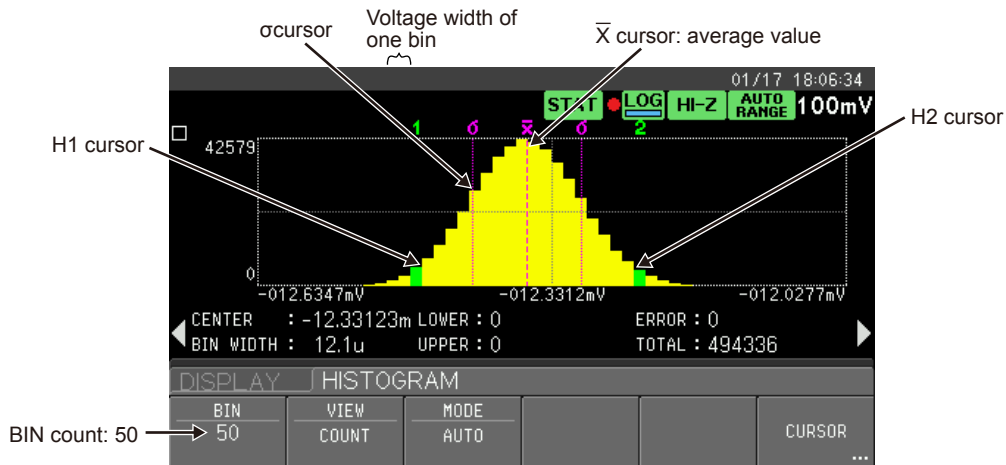 σcursor
Voltage width of
one bin
X̅ cursor: average value
01/17 18:06:34
STAT LOG HI-Z AUTO RANGE 100mV
H2 cursor
1 σ x̅ σ 2
42579
H1 cursor
0
-012.6347mV -012.3312mV -012.0277mV
CENTER : -12.33123m LOWER : 0 ERROR : 0
BIN WIDTH : 12.1u UPPER : 0 TOTAL : 494336
DISPLAY HISTOGRAM
BIN VIEW MODE
BIN count: 50 50 COUNT AUTO CURSOR
...